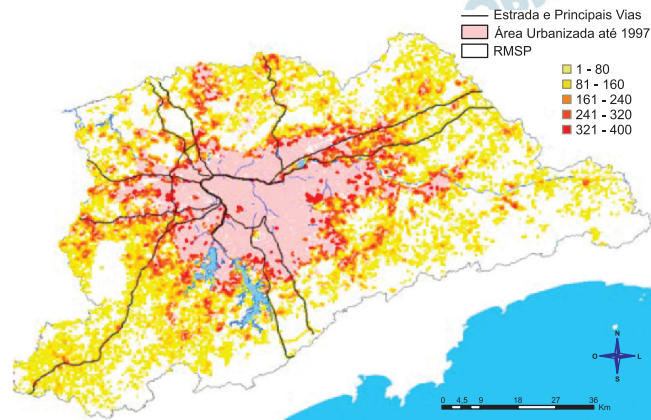 Estrada e Principais Vias
Área Urbanizada até 1997
RMSP
1 - 80
81 - 160
161 - 240
241 - 320
321 - 400
N
O L
S
0 4,5 9 18 27 36
Km